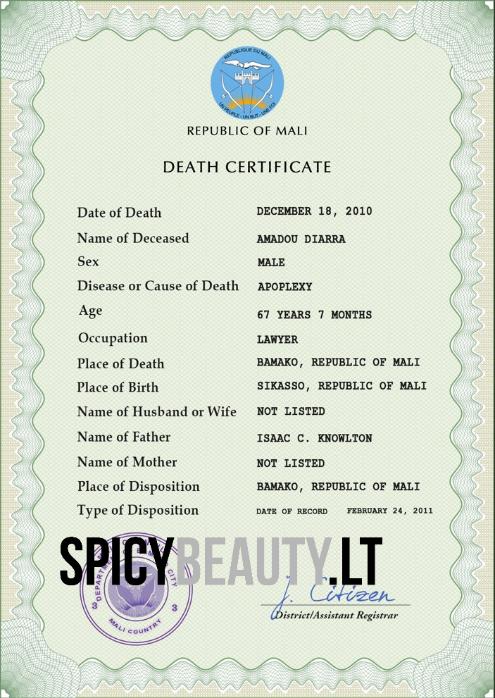 REPUBLIQUE DU MALI
UN PEUPLE - UN BUT - UNE FOI
REPUBLIC OF MALI
DEATH CERTIFICATE
Date of Death DECEMBER 18, 2010
Name of Deceased AMADOU DIARRA
Sex MALE
Disease or Cause of Death APOPLEXY
Age 67 YEARS 7 MONTHS
Occupation LAWYER
Place of Death BAMAKO, REPUBLIC OF MALI
Place of Birth SIKASSO, REPUBLIC OF MALI
Name of Husband or Wife NOT LISTED
Name of Father ISAAC C. KNOWLTON
Name of Mother NOT LISTED
Place of Disposition BAMAKO, REPUBLIC OF MALI
Type of Disposition DATE OF RECORD FEBRUARY 24, 2011
SPICYBEAUTY.LT
CITY
3 3
MALI COUNTRY
J. Citizen
District/Assistant Registrar